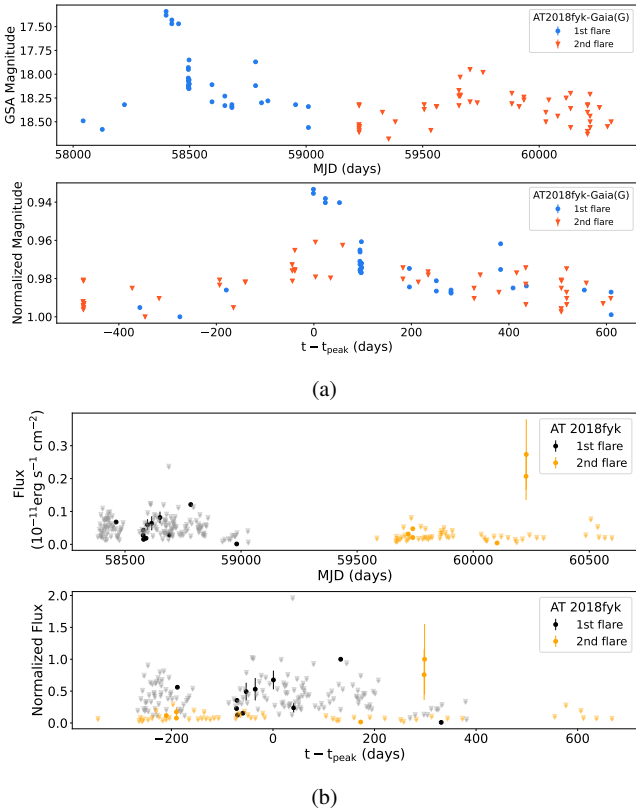 AT2018fyk-Gaia(G)
1st flare
2nd flare
GSA Magnitude
17.50
17.75
18.00
18.25
18.50
58000 58500 59000 59500 60000
MJD (days)
AT2018fyk-Gaia(G)
1st flare
2nd flare
Normalized Magnitude
0.94
0.96
0.98
1.00
−400 −200 0 200 400 600
t − tpeak (days)
(a)
AT 2018fyk
1st flare
2nd flare
Flux
(10⁻¹¹erg s⁻¹ cm⁻²)
0.3
0.2
0.1
0.0
58500 59000 59500 60000 60500
MJD (days)
AT 2018fyk
1st flare
2nd flare
Normalized Flux
2.0
1.5
1.0
0.5
0.0
−200 0 200 400 600
t − tpeak (days)
(b)